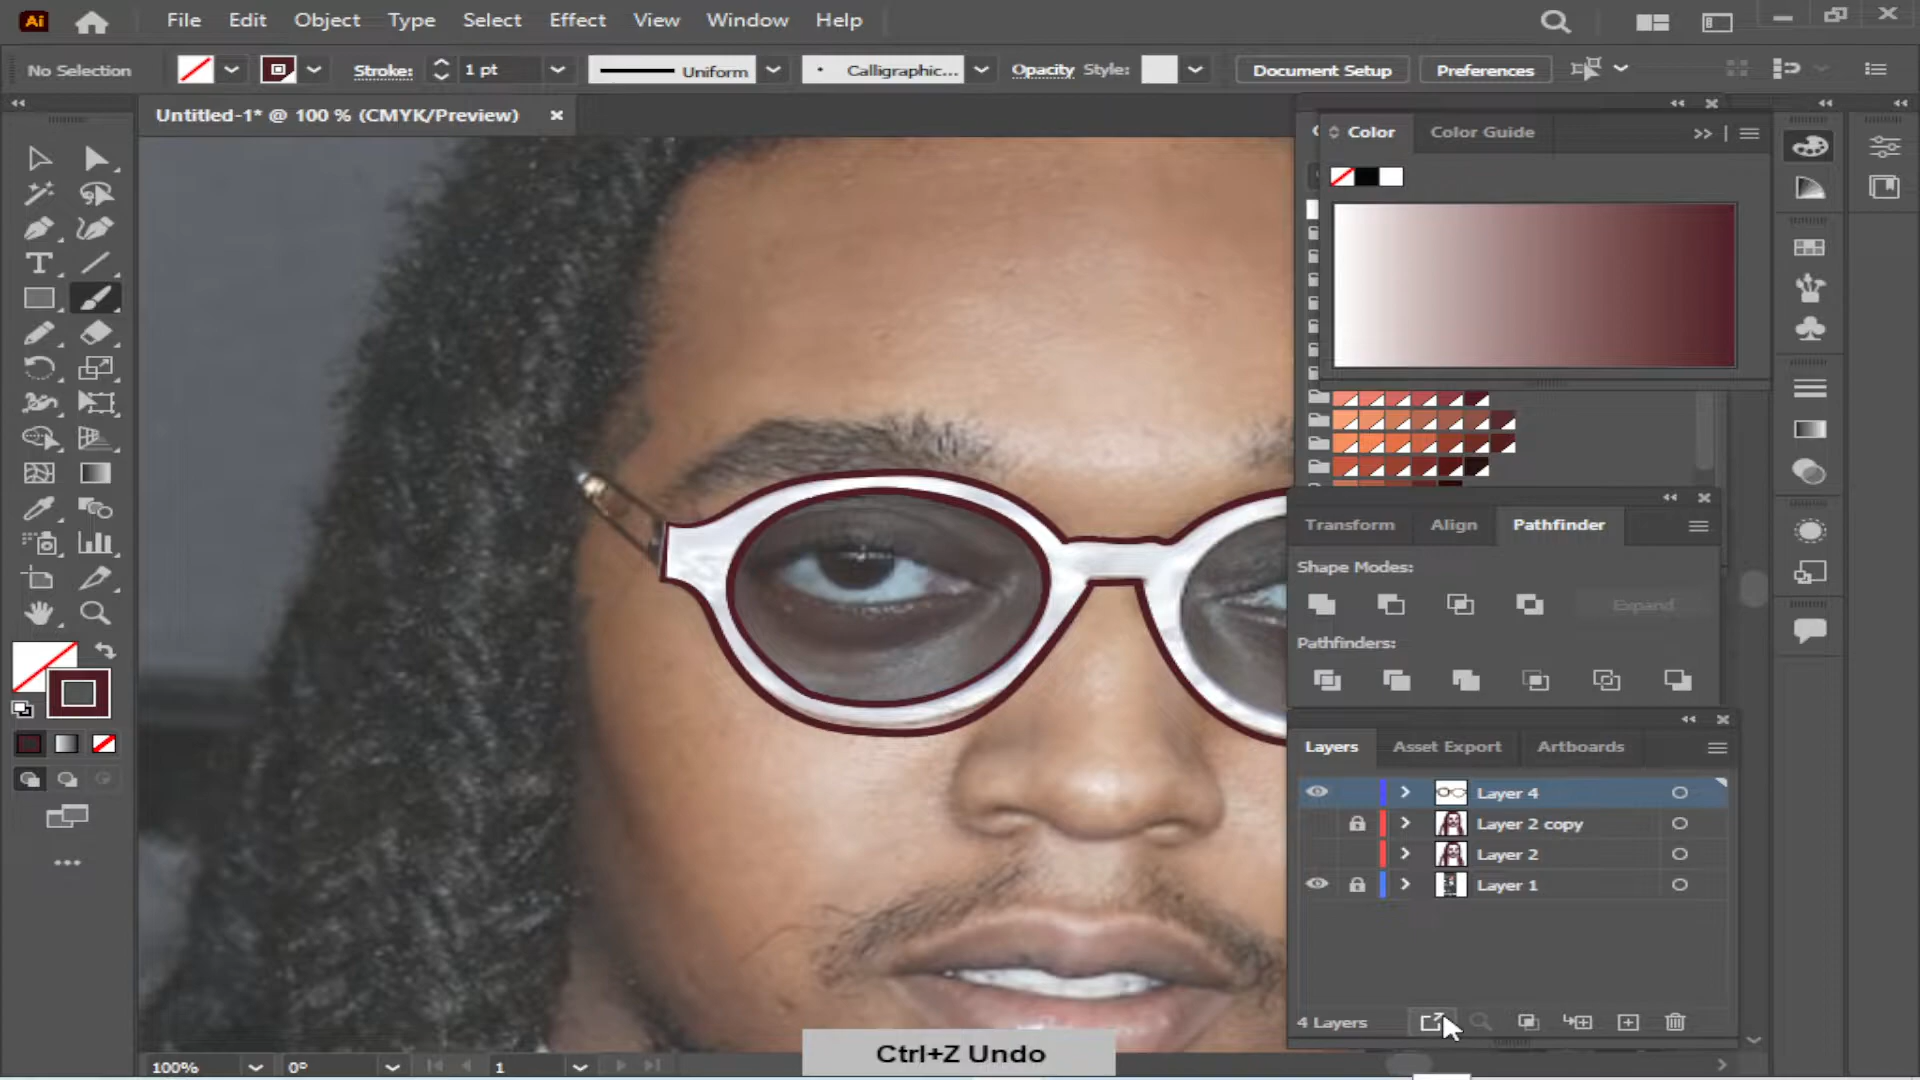 Ai File Edit Object Type Select Effect View Window Help
No Selection Stroke: 1 pt Uniform Calligraphic... Opacity Style: Document Setup Preferences
Untitled-1* @ 100 % (CMYK/Preview)
Color Color Guide
Transform Align Pathfinder
Shape Modes:
Expand
Pathfinders:
Layers Asset Export Artboards
Layer 4
Layer 2 copy
Layer 2
Layer 1
4 Layers
Ctrl+Z Undo
100% 0° 1